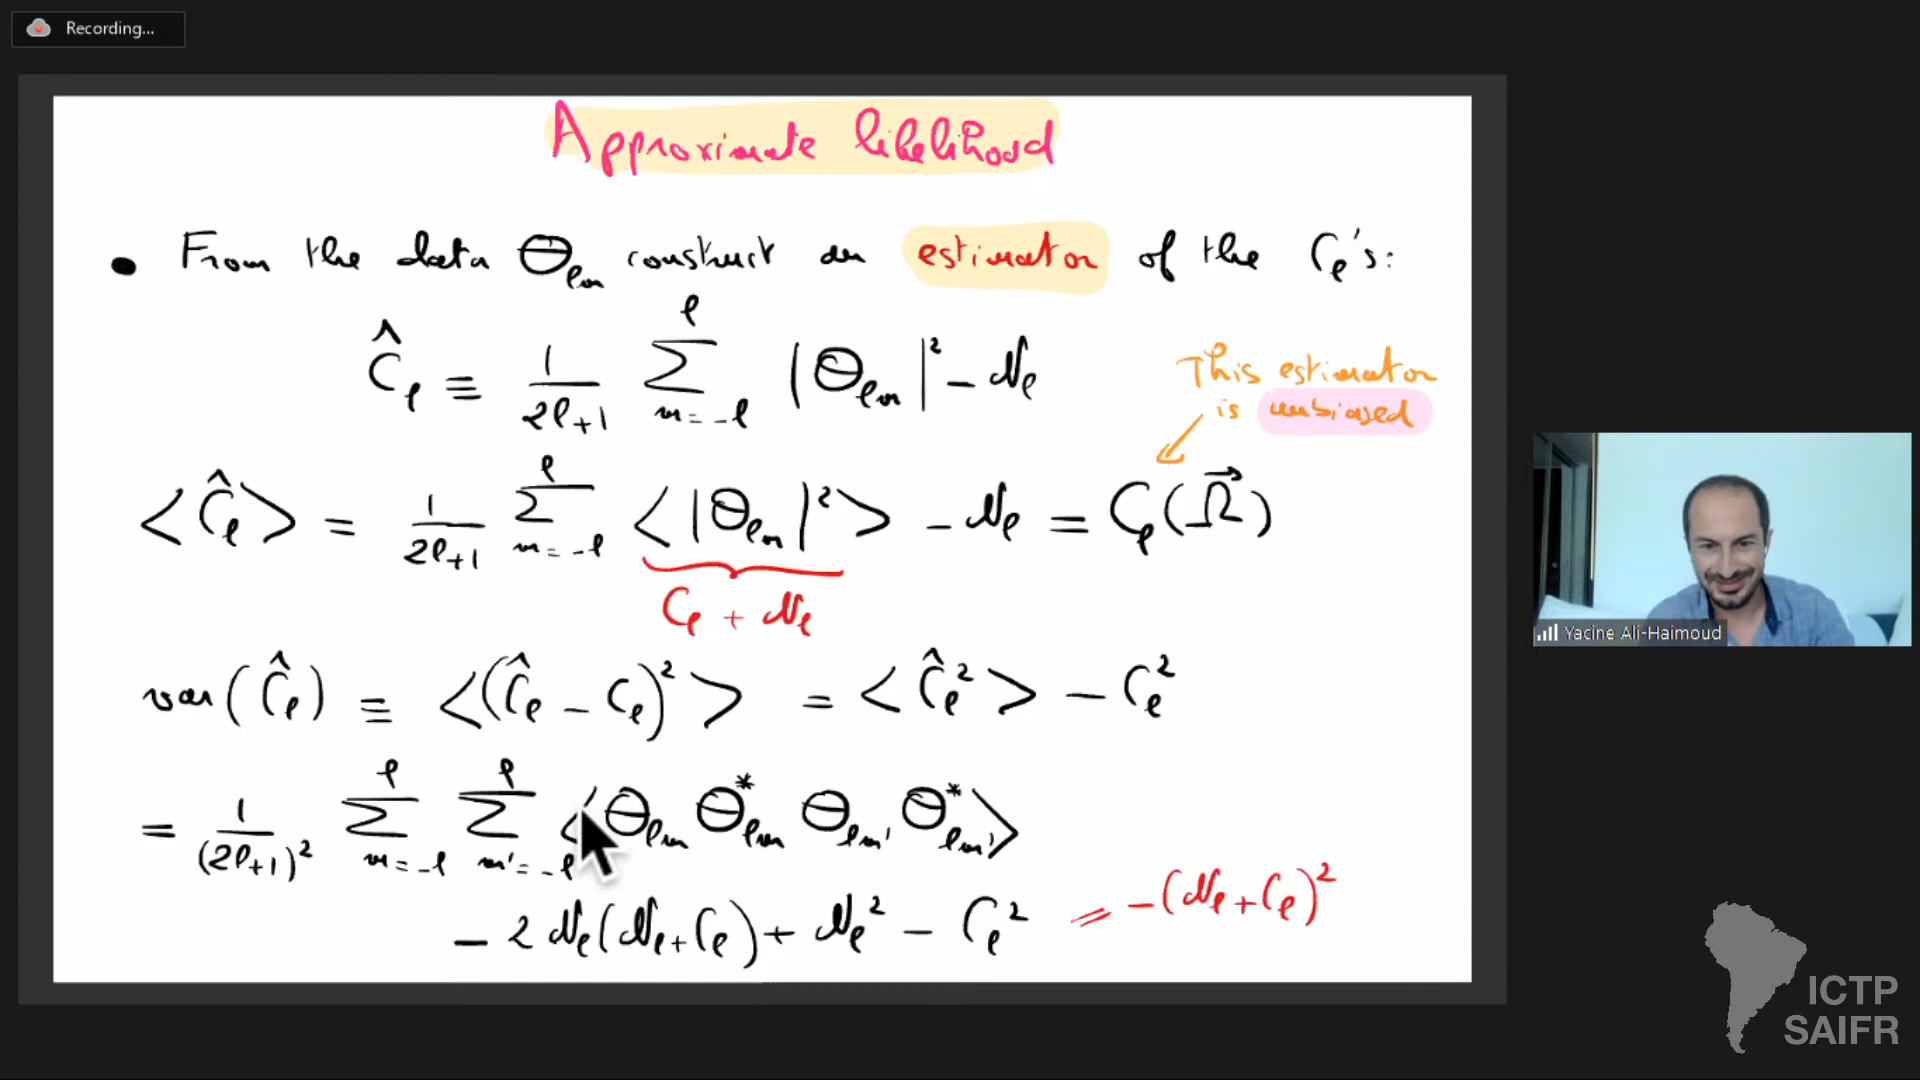 Recording...
Approximate likelihood
• From the data Θ_ℓm construct an estimator of the C_ℓ's:
Ĉ_ℓ ≡ 1/(2ℓ+1) Σ_{m=-ℓ}^{ℓ} |Θ_ℓm|² - N_ℓ
This estimator
is unbiased
<Ĉ_ℓ> = 1/(2ℓ+1) Σ_{m=-ℓ}^{ℓ} <|Θ_ℓm|²> - N_ℓ = C_ℓ(Ω⃗)
C_ℓ + N_ℓ
var(Ĉ_ℓ) ≡ <(Ĉ_ℓ - C_ℓ)²> = <Ĉ_ℓ²> - C_ℓ²
= 1/(2ℓ+1)² Σ_{m=-ℓ}^{ℓ} Σ_{m'=-ℓ}^{ℓ} <Θ_ℓm Θ*_ℓm Θ_ℓm' Θ*_ℓm'>
- 2 N_ℓ(N_ℓ + C_ℓ) + N_ℓ² - C_ℓ² = -(N_ℓ + C_ℓ)²
Yacine Ali-Haimoud
ICTP
SAIFR